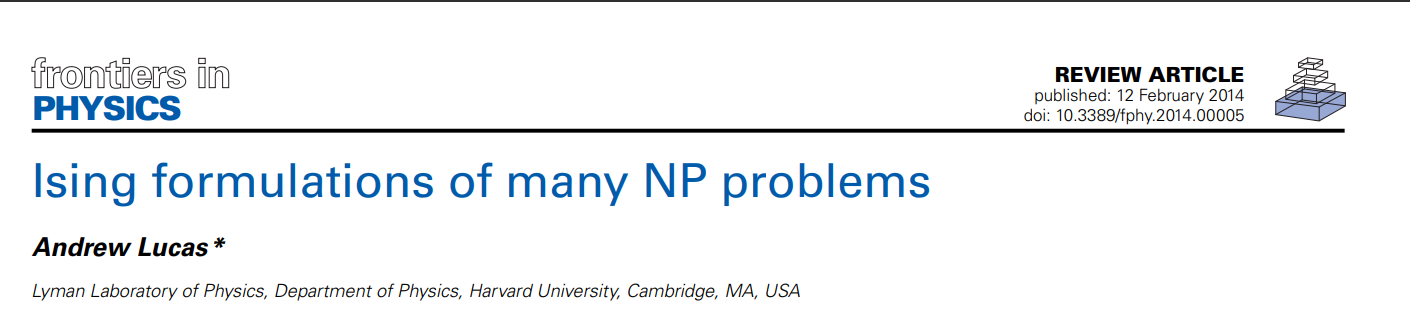 frontiers in
PHYSICS
REVIEW ARTICLE
published: 12 February 2014
doi: 10.3389/fphy.2014.00005
Ising formulations of many NP problems
Andrew Lucas*
Lyman Laboratory of Physics, Department of Physics, Harvard University, Cambridge, MA, USA